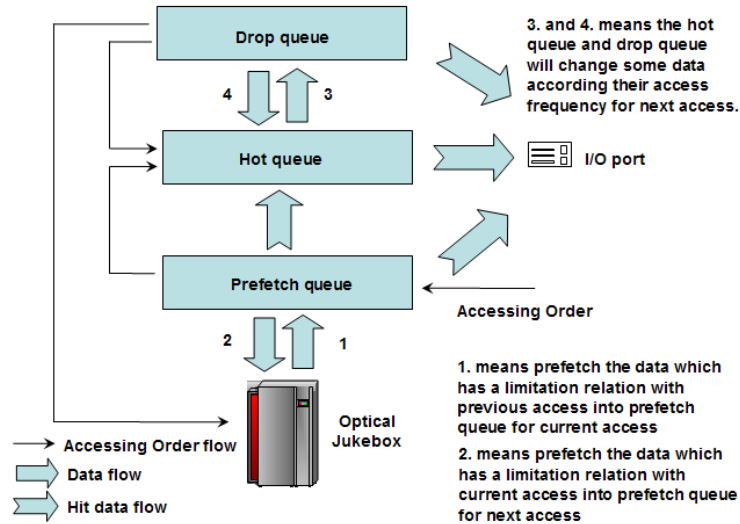 Drop queue
3. and 4. means the hot
queue and drop queue
will change some data
according their access
frequency for next access.
4
3
Hot queue
I/O port
Prefetch queue
Accessing Order
2
1
1. means prefetch the data which
has a limitation relation with
previous access into prefetch
queue for current access
Optical
Jukebox
2. means prefetch the data which
has a limitation relation with
current access into prefetch queue
for next access
Accessing Order flow
Data flow
Hit data flow